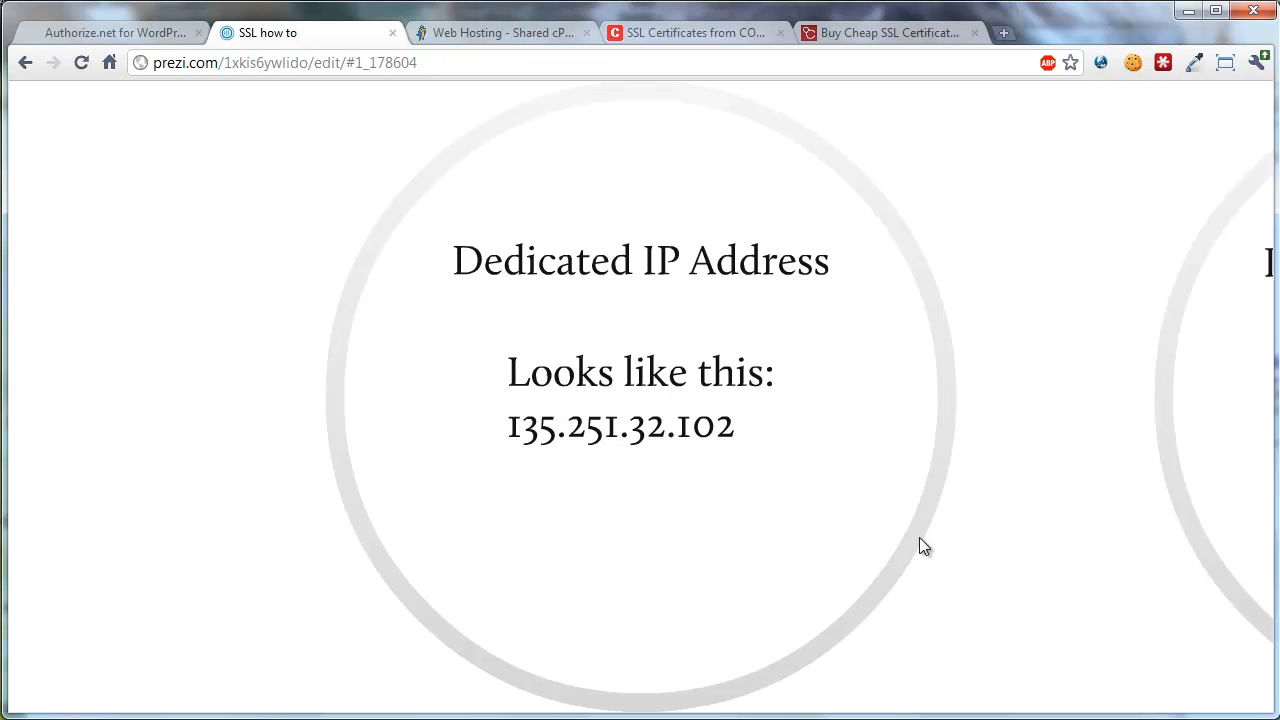 Authorize.net for WordPr...
SSL how to
Web Hosting - Shared cP...
SSL Certificates from CO...
Buy Cheap SSL Certificat...
prezi.com/1xkis6ywlido/edit/#1_178604
ABP
Dedicated IP Address
Looks like this:
135.251.32.102